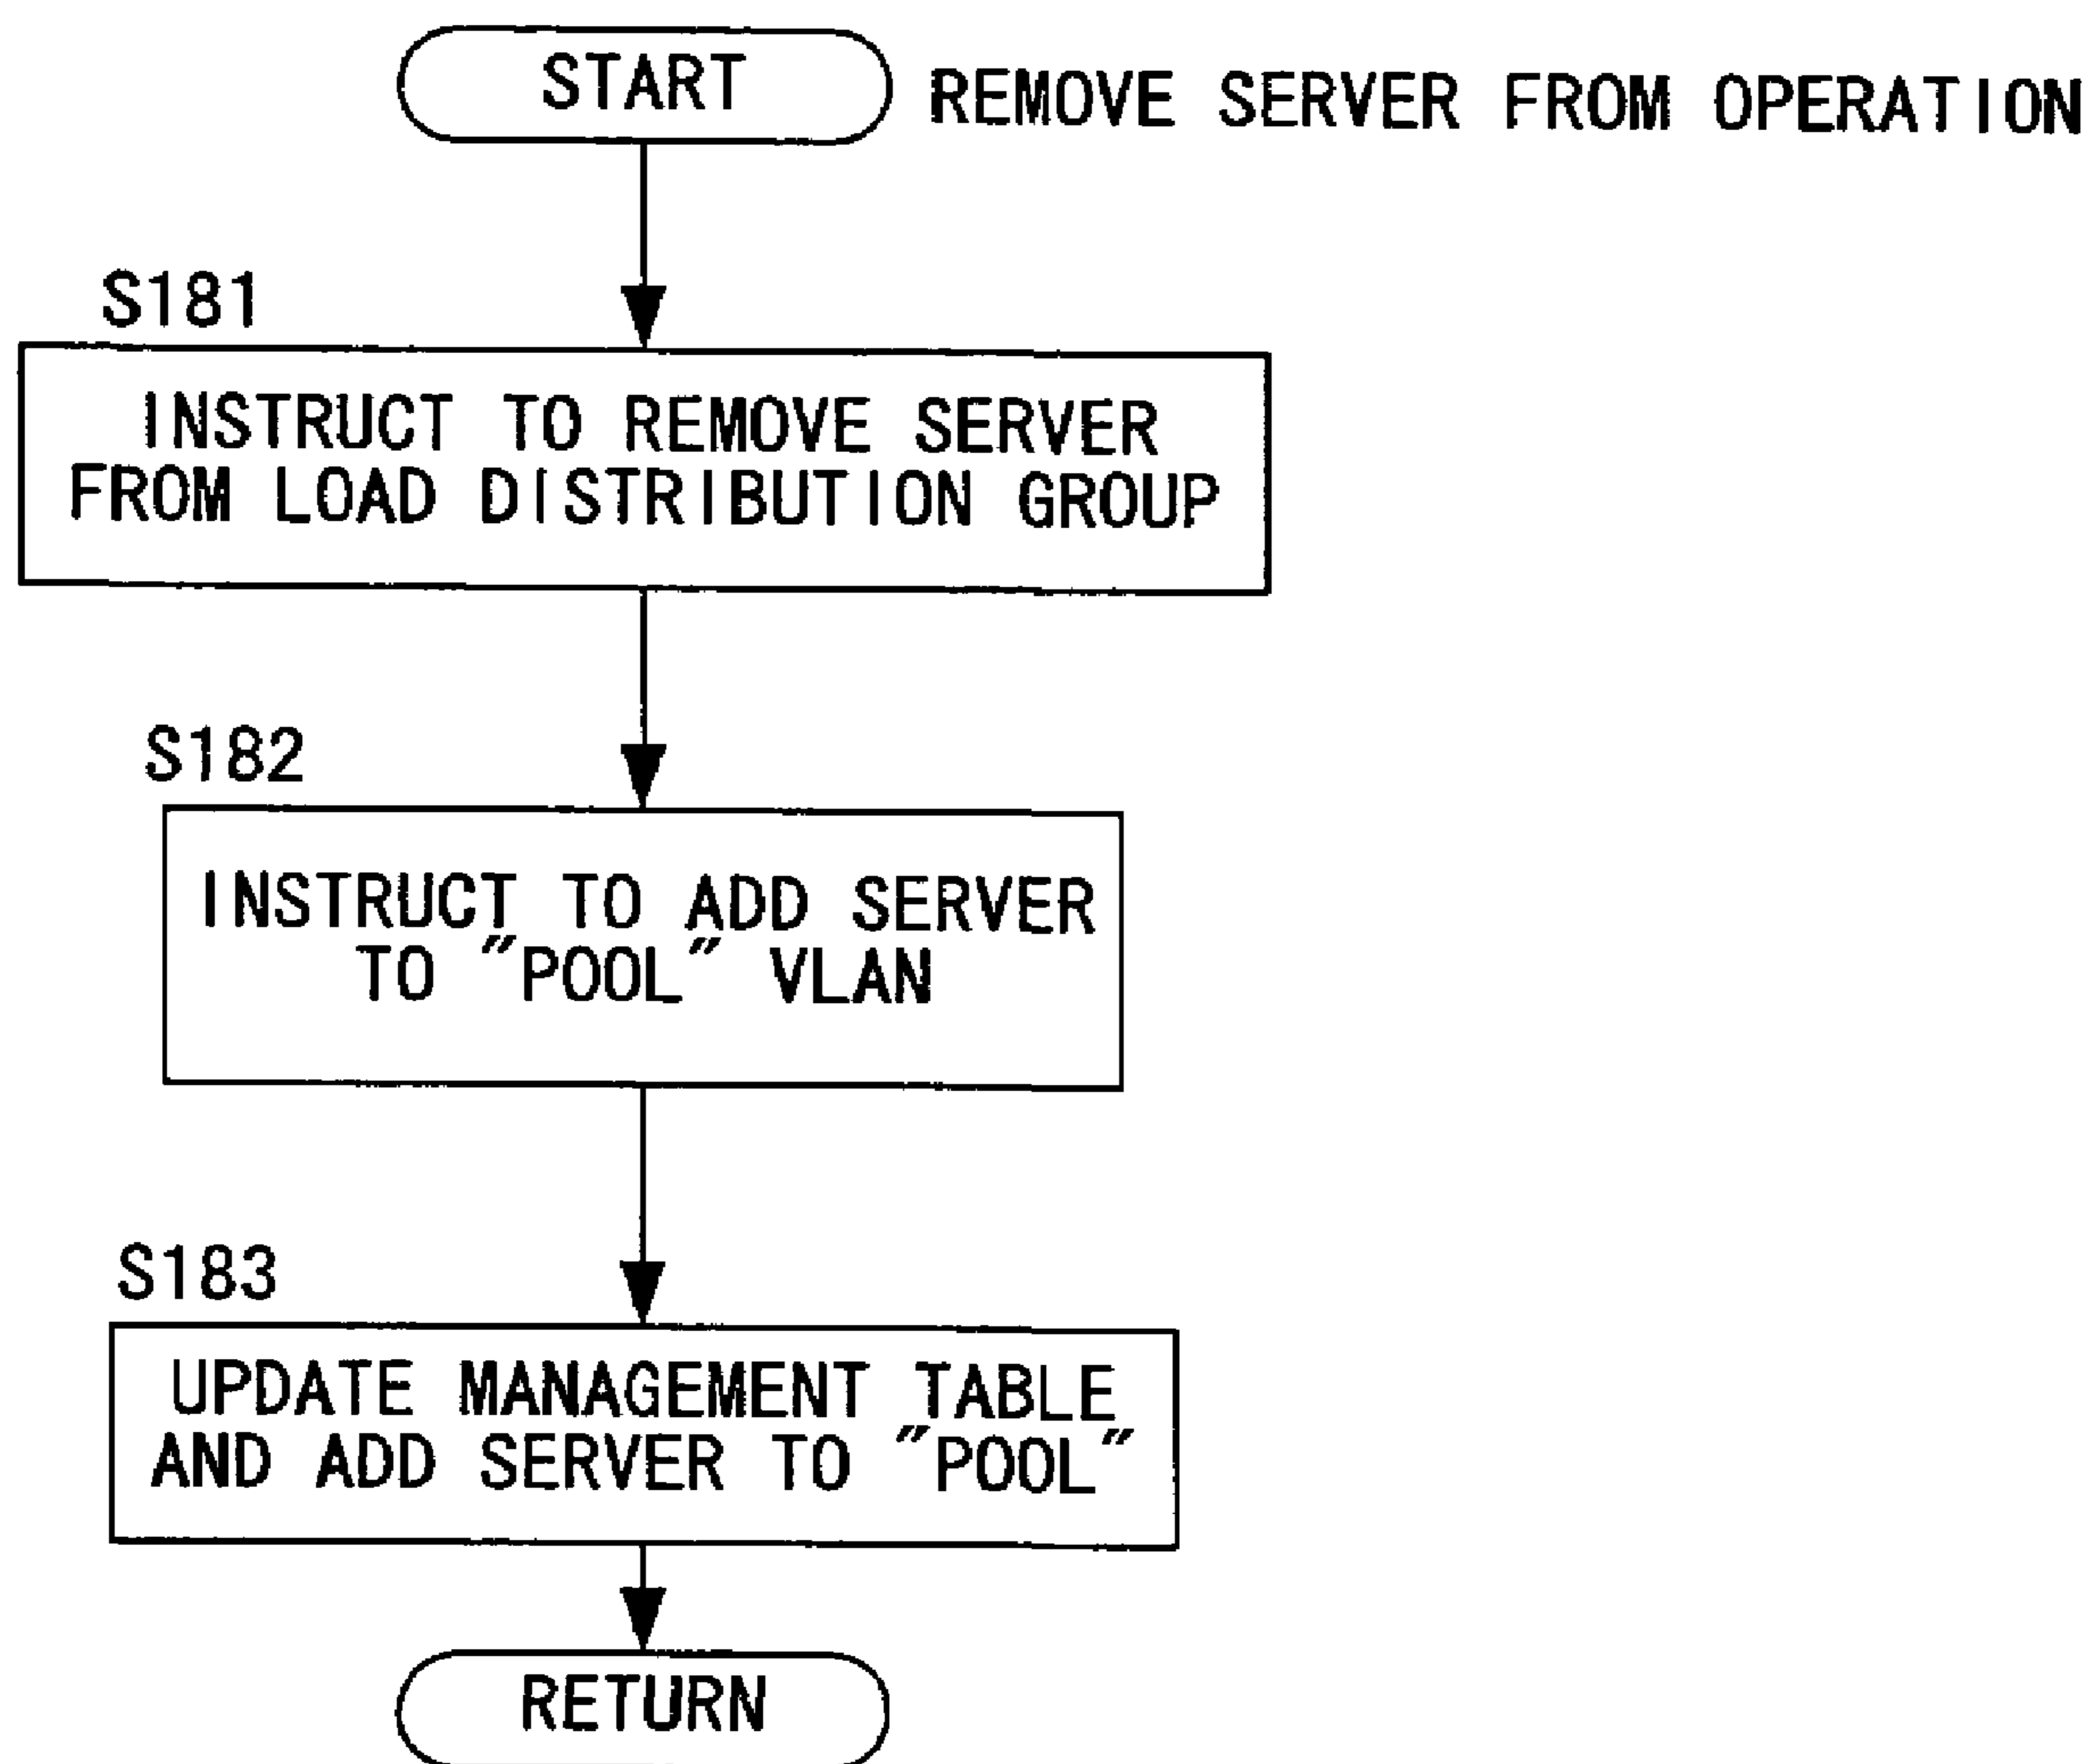 START
REMOVE SERVER FROM OPERATION
S181
INSTRUCT TO REMOVE SERVER
FROM LOAD DISTRIBUTION GROUP
S182
INSTRUCT TO ADD SERVER
TO "POOL" VLAN
S183
UPDATE MANAGEMENT TABLE
AND ADD SERVER TO "POOL"
RETURN